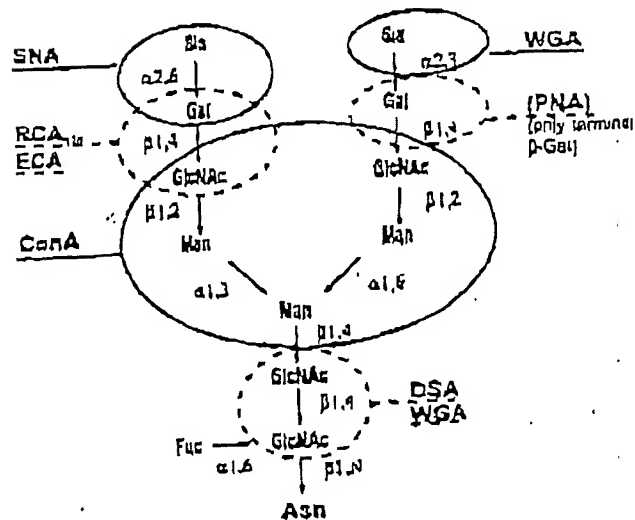 SNA
Sia
Sia
WGA
α2,6
α2,3
Gal
Gal
(PNA)
(only terminal
β-Gal)
RCA
ECA
β1,4
β1,4
GlcNAc
GlcNAc
β1,2
β1,2
ConA
Man
Man
α1,3
α1,6
Man
β1,4
GlcNAc
β1,4
DSA
WGA
Fuc
GlcNAc
α1,6
β1,N
Asn